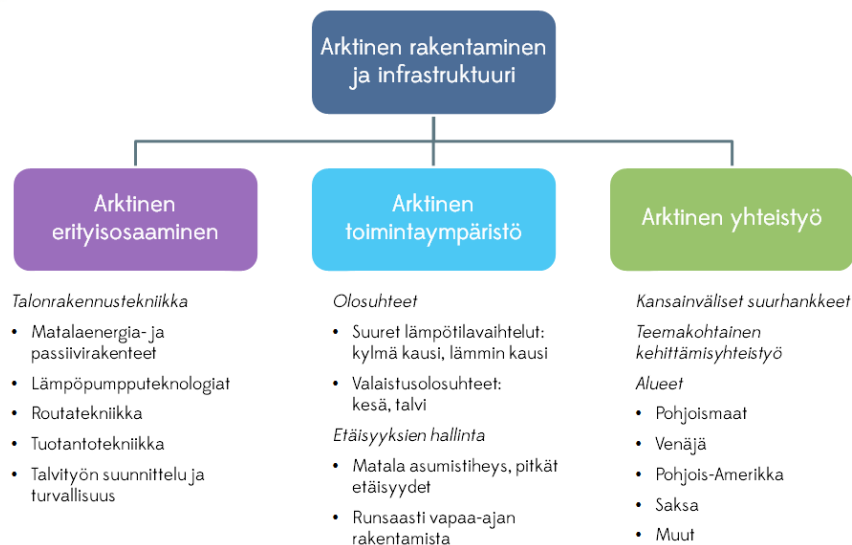 Arktinen rakentaminen
ja infrastruktuuri
Arktinen
erityisosaaminen
Talonrakennustekniikka
• Matalaenergia- ja
passiivirakenteet
• Lämpöpumpputeknologiat
• Routatekniikka
• Tuotantotekniikka
• Talvityön suunnittelu ja
turvallisuus
Arktinen
toimintaympäristö
Olosuhteet
• Suuret lämpötilavaihtelut:
kylmä kausi, lämmin kausi
• Valaistusolosuhteet:
kesä, talvi
Etäisyyksien hallinta
• Matala asumistiheys, pitkät
etäisyydet
• Runsaasti vapaa-ajan
rakentamista
Arktinen yhteistyö
Kansainväliset suurhankkeet
Teemakohtainen
kehittämisyhteistyö
Alueet
• Pohjoismaat
• Venäjä
• Pohjois-Amerikka
• Saksa
• Muut